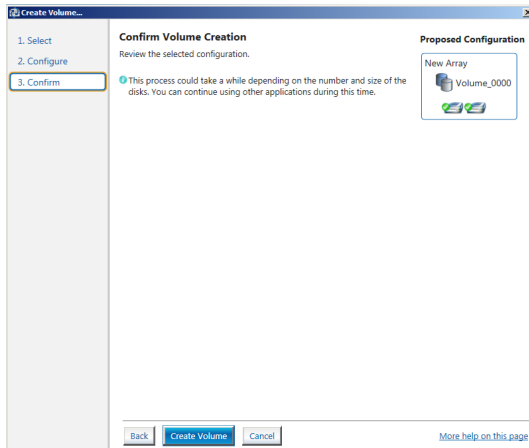 Create Volume...
1. Select
2. Configure
3. Confirm
Confirm Volume Creation
Review the selected configuration.
This process could take a while depending on the number and size of the
disks. You can continue using other applications during this time.
Proposed Configuration
New Array
Volume_0000
Back
Create Volume
Cancel
More help on this page